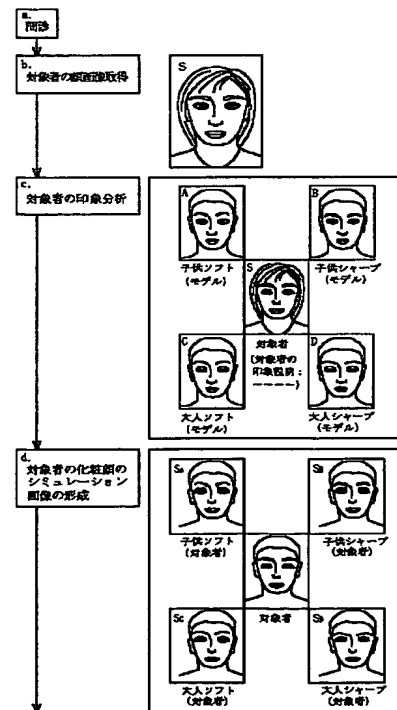 a.
問診
b.
対象者の顔画像取得
S
c.
対象者の印象分析
A
B
子供ソフト
(モデル)
子供シャープ
(モデル)
S
対象者
(対象者の
印象説明:
----)
C
D
大人ソフト
(モデル)
大人シャープ
(モデル)
d.
対象者の化粧顔の
シミュレーション
画像の形成
Sa
SB
子供ソフト
(対象者)
子供シャープ
(対象者)
対象者
Sc
SD
大人ソフト
(対象者)
大人シャープ
(対象者)